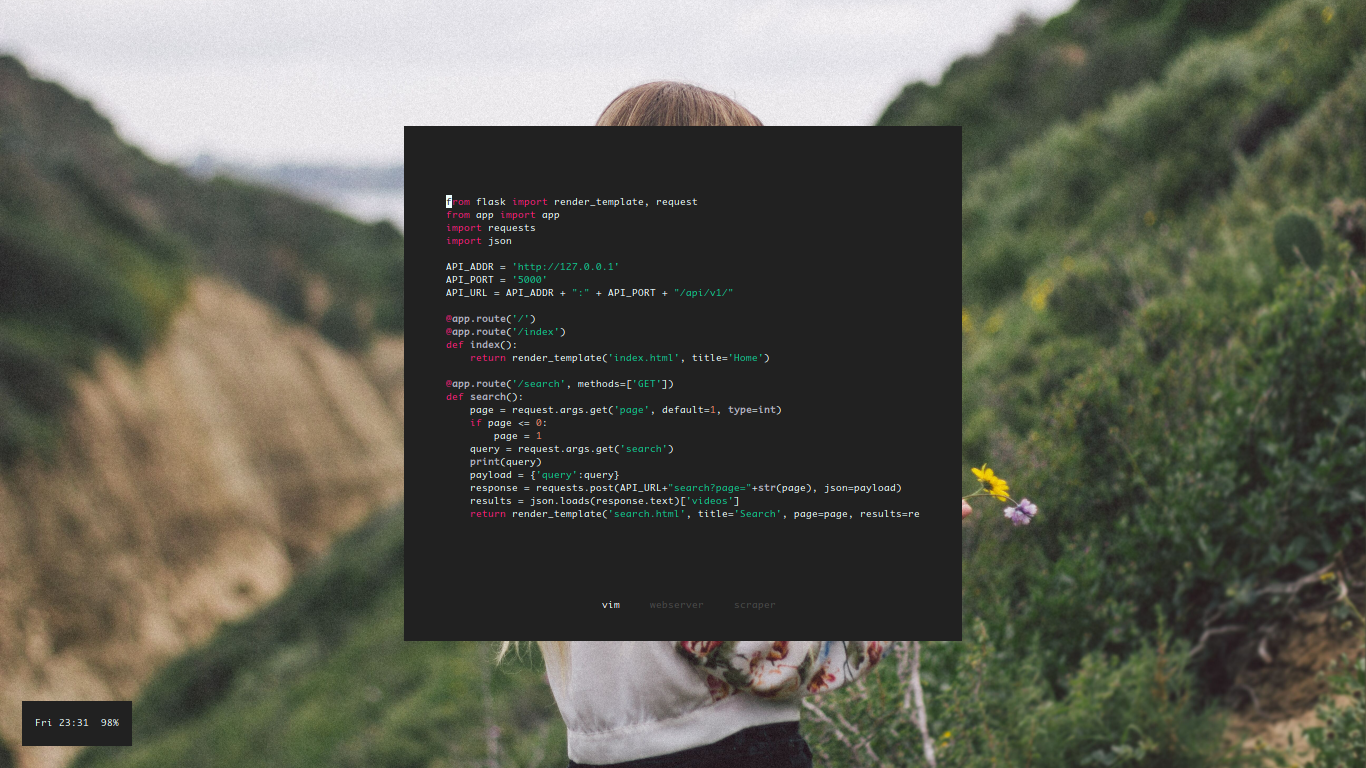 from flask import render_template, request
from app import app
import requests
import json
API_ADDR = 'http://127.0.0.1'
API_PORT = '5000'
API_URL = API_ADDR + ":" + API_PORT + "/api/v1/"
@app.route('/')
@app.route('/index')
def index():
    return render_template('index.html', title='Home')
@app.route('/search', methods=['GET'])
def search():
    page = request.args.get('page', default=1, type=int)
    if page <= 0:
        page = 1
    query = request.args.get('search')
    print(query)
    payload = {'query':query}
    response = requests.post(API_URL+"search?page="+str(page), json=payload)
    results = json.loads(response.text)['videos']
    return render_template('search.html', title='Search', page=page, results=re
vim webserver scraper
Fri 23:31 98%